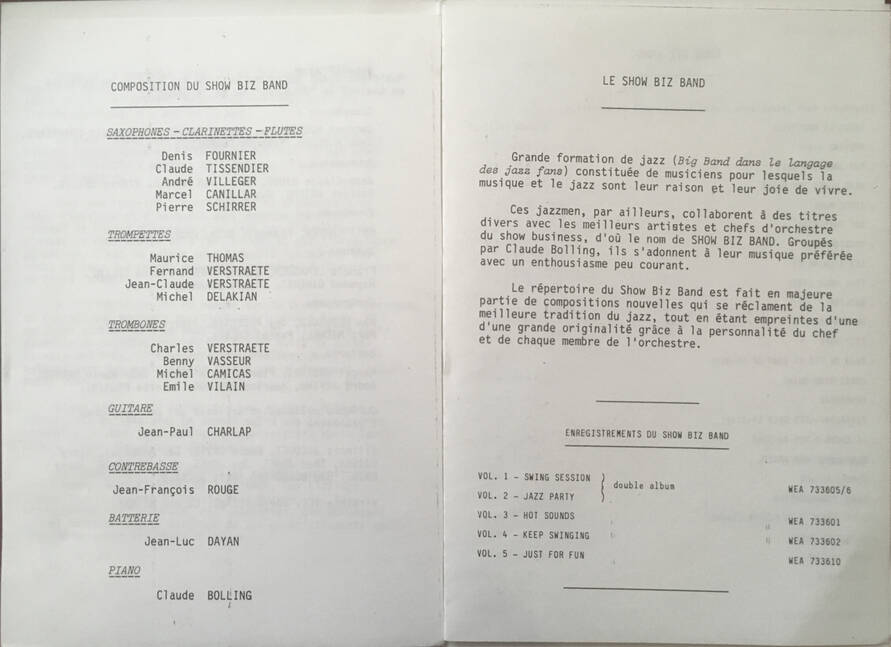 COMPOSITION DU SHOW BIZ BAND
SAXOPHONES - CLARINETTES - FLUTES
Denis FOURNIER
Claude TISSENDIER
André VILLEGER
Marcel CANILLAR
Pierre SCHIRRER
TROMPETTES
Maurice THOMAS
Fernand VERSTRAETE
Jean-Claude VERSTRAETE
Michel DELAKIAN
TROMBONES
Charles VERSTRAETE
Benny VASSEUR
Michel CAMICAS
Emile VILAIN
GUITARE
Jean-Paul CHARLAP
CONTREBASSE
Jean-François ROUGE
BATTERIE
Jean-Luc DAYAN
PIANO
Claude BOLLING
LE SHOW BIZ BAND
Grande formation de jazz (Big Band dans le langage
des jazz fans) constituée de musiciens pour lesquels la
musique et le jazz sont leur raison et leur joie de vivre.
Ces jazzmen, par ailleurs, collaborent à des titres
divers avec les meilleurs artistes et chefs d'orchestre
du show business, d'où le nom de SHOW BIZ BAND. Groupés
par Claude Bolling, ils s'adonnent à leur musique préférée
avec un enthousiasme peu courant.
Le répertoire du Show Biz Band est fait en majeure
partie de compositions nouvelles qui se réclament de la
meilleure tradition du jazz, tout en étant empreintes d'une
d'une grande originalité grâce à la personnalité du chef
et de chaque membre de l'orchestre.
ENREGISTREMENTS DU SHOW BIZ BAND
VOL. 1 - SWING SESSION
VOL. 2 - JAZZ PARTY
double album WEA 733605/6
VOL. 3 - HOT SOUNDS " WEA 733601
VOL. 4 - KEEP SWINGING " WEA 733602
VOL. 5 - JUST FOR FUN WEA 733610